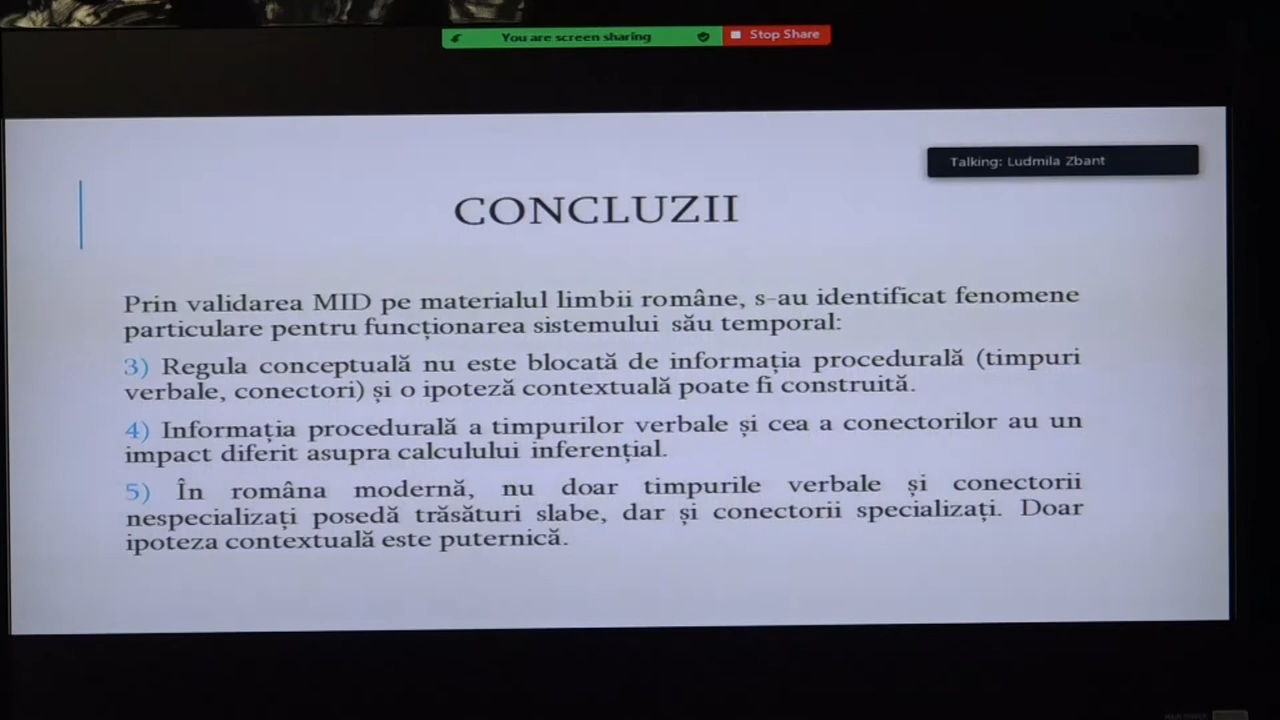 You are screen sharing
Stop Share
Talking: Ludmila Zbant
CONCLUZII
Prin validarea MID pe materialul limbii române, s-au identificat fenomene
particulare pentru funcționarea sistemului său temporal:
3) Regula conceptuală nu este blocată de informația procedurală (timpuri
verbale, conectori) și o ipoteză contextuală poate fi construită.
4) Informația procedurală a timpurilor verbale și cea a conectorilor au un
impact diferit asupra calculului inferențial.
5) În româna modernă, nu doar timpurile verbale și conectorii
nespecializați posedă trăsături slabe, dar și conectorii specializați. Doar
ipoteza contextuală este puternică.